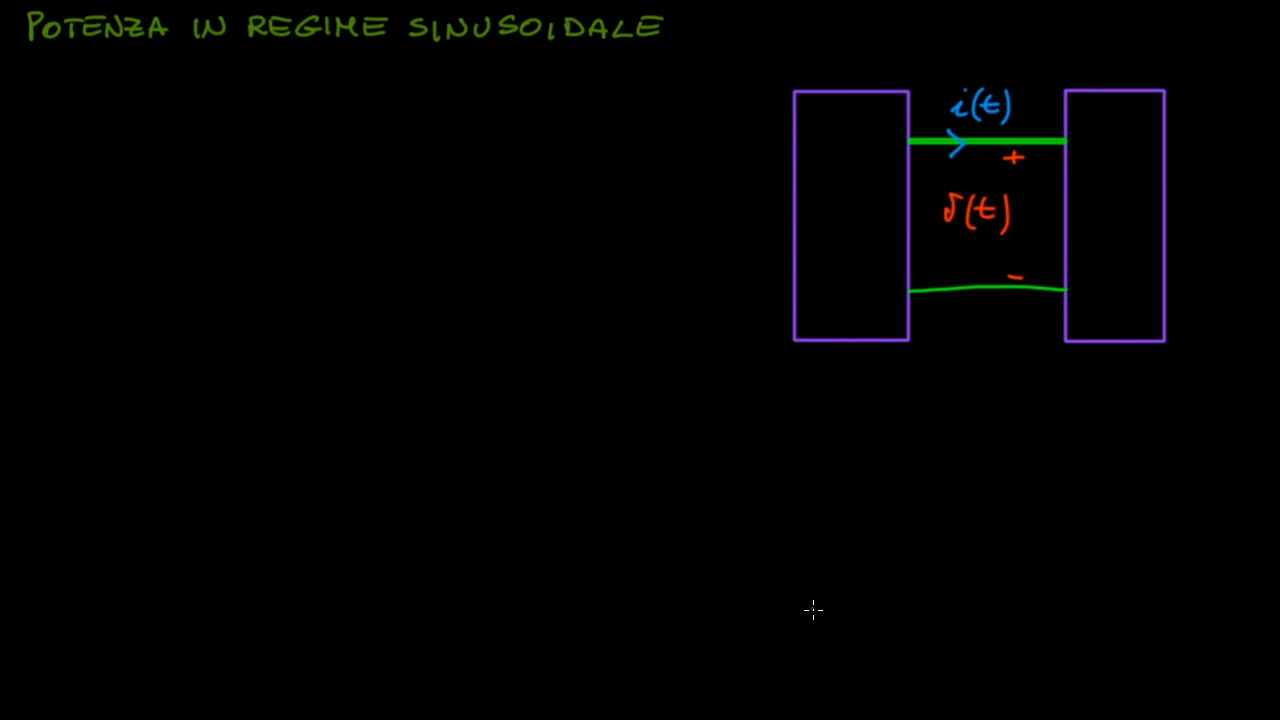 POTENZA IN REGIME SINUSOIDALE
i(t)
+
v(t)
-